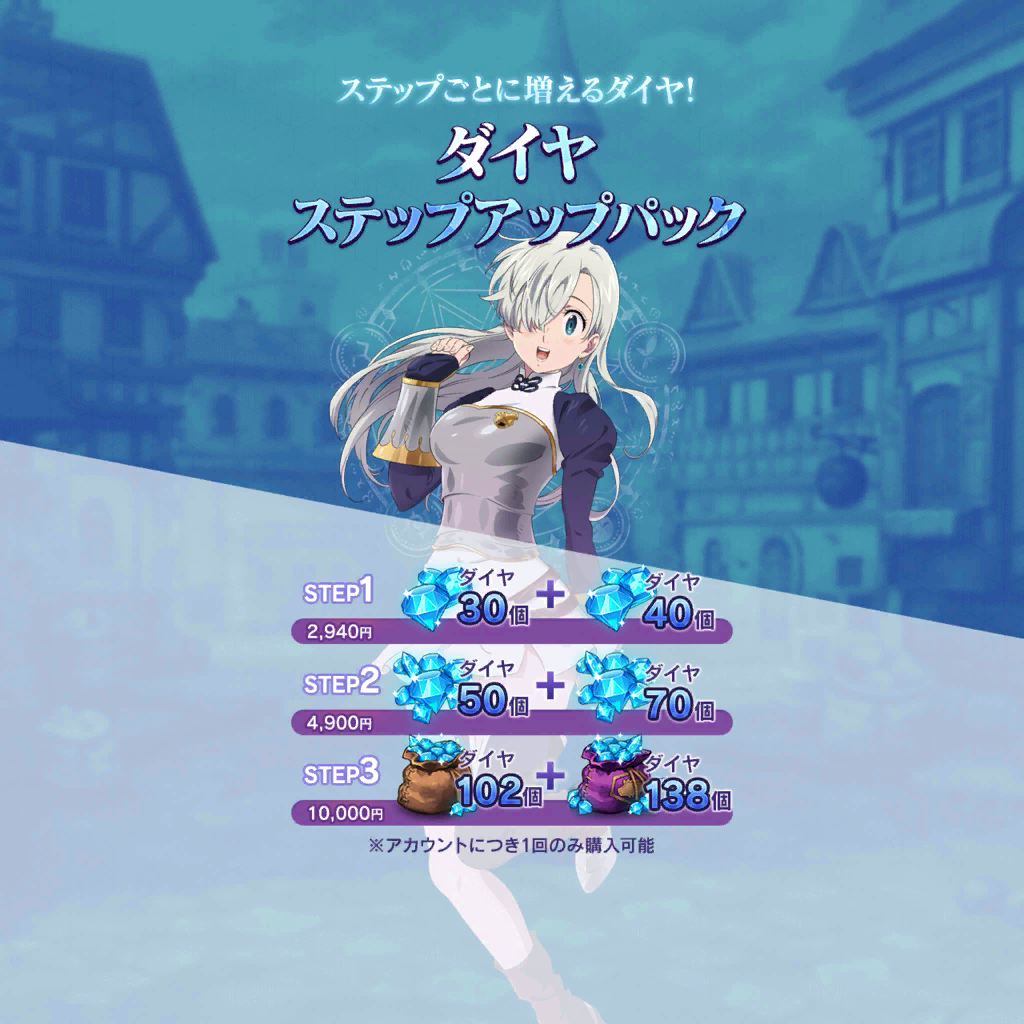 ステップごとに増えるダイヤ!
ダイヤ
ステップアップパック
STEP1 ダイヤ 30個 + ダイヤ 40個
2,940円
STEP2 ダイヤ 50個 + ダイヤ 70個
4,900円
STEP3 ダイヤ 102個 + ダイヤ 138個
10,000円
※アカウントにつき1回のみ購入可能